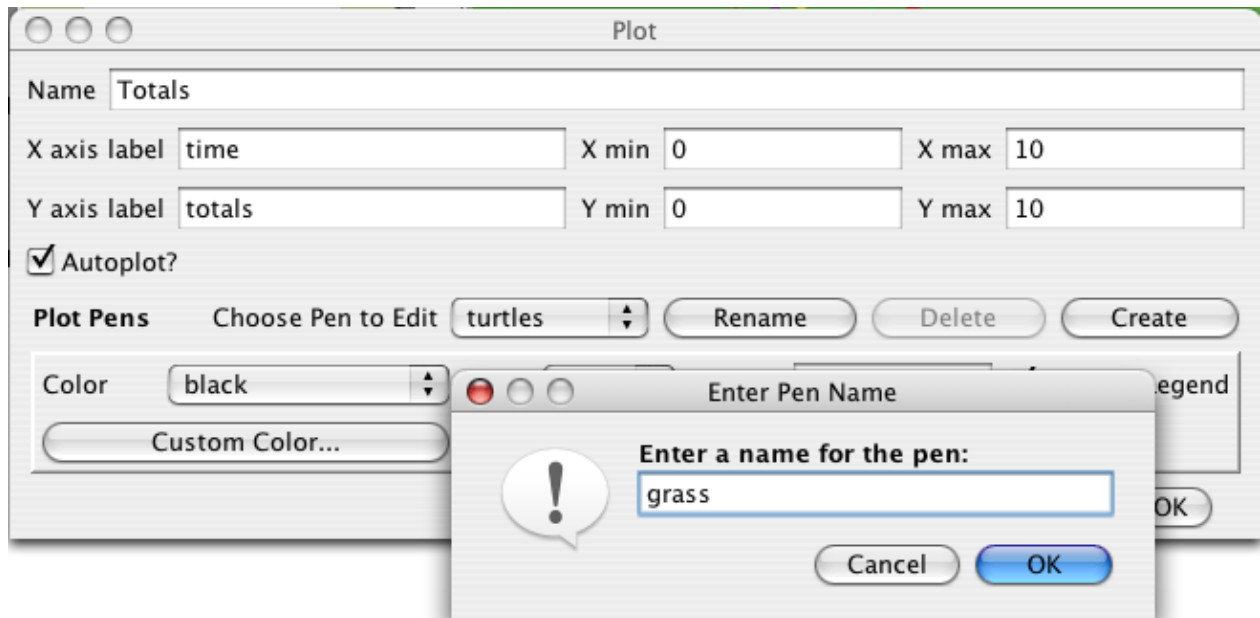 Plot
Name Totals
X axis label time X min 0 X max 10
Y axis label totals Y min 0 Y max 10
Autoplot?
Plot Pens Choose Pen to Edit turtles Rename Delete Create
Color black
Custom Color...
OK
Enter Pen Name
Enter a name for the pen:
grass
Cancel OK